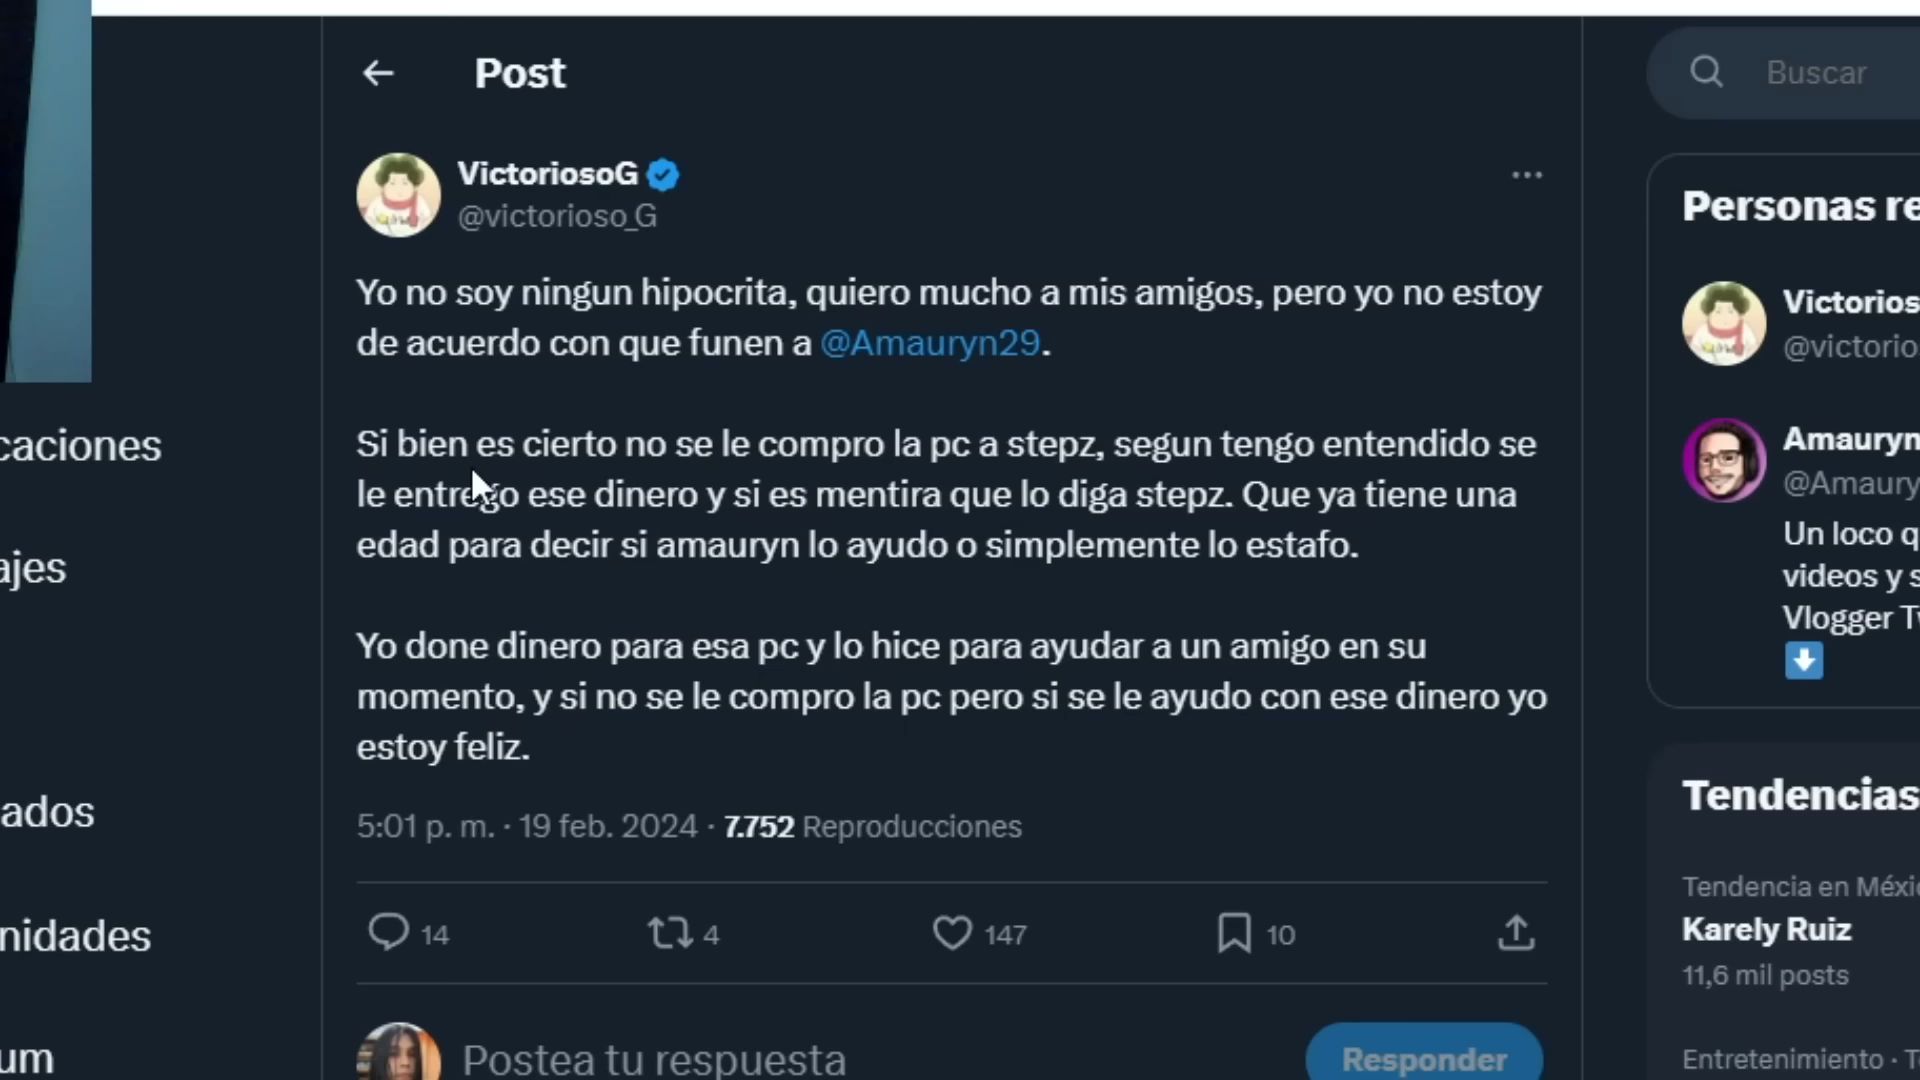 Post
Buscar
VictoriosoG
@victorioso_G
Yo no soy ningun hipocrita, quiero mucho a mis amigos, pero yo no estoy
de acuerdo con que funen a @Amauryn29.
Si bien es cierto no se le compro la pc a stepz, segun tengo entendido se
le entrego ese dinero y si es mentira que lo diga stepz. Que ya tiene una
edad para decir si amauryn lo ayudo o simplemente lo estafo.
Yo done dinero para esa pc y lo hice para ayudar a un amigo en su
momento, y si no se le compro la pc pero si se le ayudo con ese dinero yo
estoy feliz.
5:01 p. m. · 19 feb. 2024 · 7.752 Reproducciones
14 4 147 10
Postea tu respuesta
Responder
caciones
ajes
ados
nidades
um
Personas re
Victorios
@victorio
Amauryn
@Amaury
Un loco q
videos y s
Vlogger Tw
Tendencias
Tendencia en Méxic
Karely Ruiz
11,6 mil posts
Entretenimiento · T